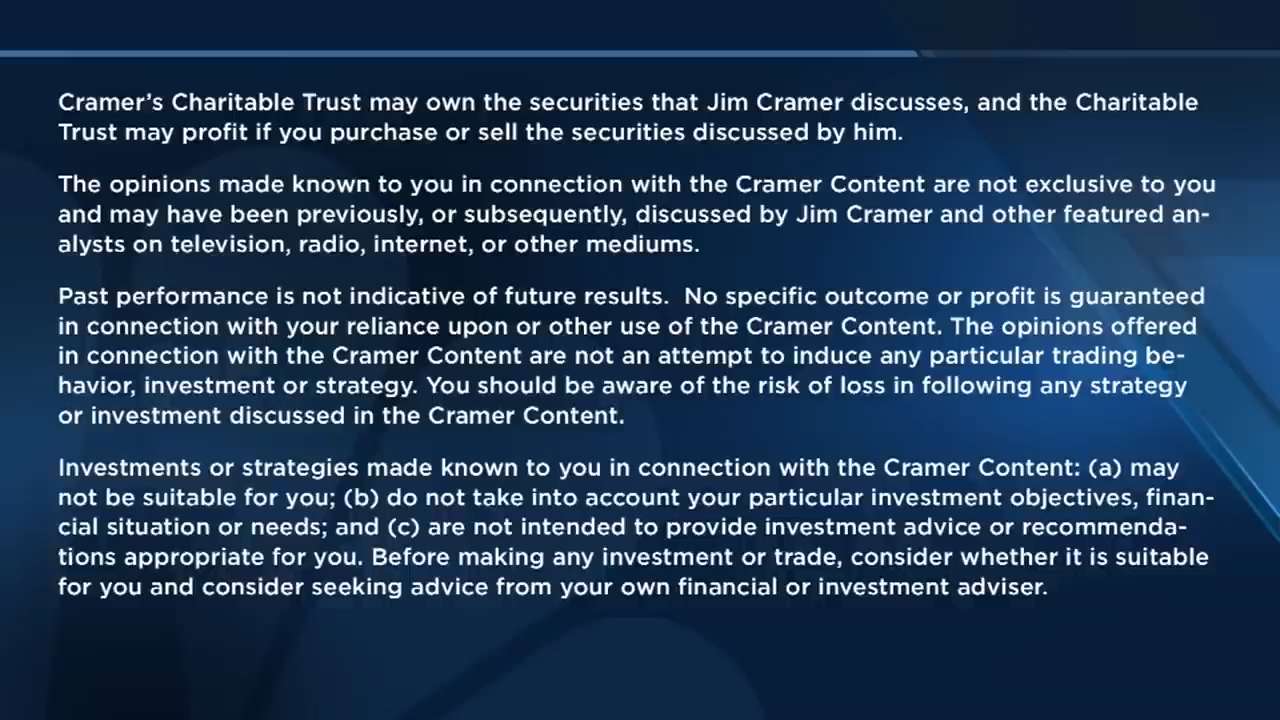 Cramer’s Charitable Trust may own the securities that Jim Cramer discusses, and the Charitable
Trust may profit if you purchase or sell the securities discussed by him.
The opinions made known to you in connection with the Cramer Content are not exclusive to you
and may have been previously, or subsequently, discussed by Jim Cramer and other featured an-
alysts on television, radio, internet, or other mediums.
Past performance is not indicative of future results.  No specific outcome or profit is guaranteed
in connection with your reliance upon or other use of the Cramer Content. The opinions offered
in connection with the Cramer Content are not an attempt to induce any particular trading be-
havior, investment or strategy. You should be aware of the risk of loss in following any strategy
or investment discussed in the Cramer Content.
Investments or strategies made known to you in connection with the Cramer Content: (a) may
not be suitable for you; (b) do not take into account your particular investment objectives, finan-
cial situation or needs; and (c) are not intended to provide investment advice or recommenda-
tions appropriate for you. Before making any investment or trade, consider whether it is suitable
for you and consider seeking advice from your own financial or investment adviser.